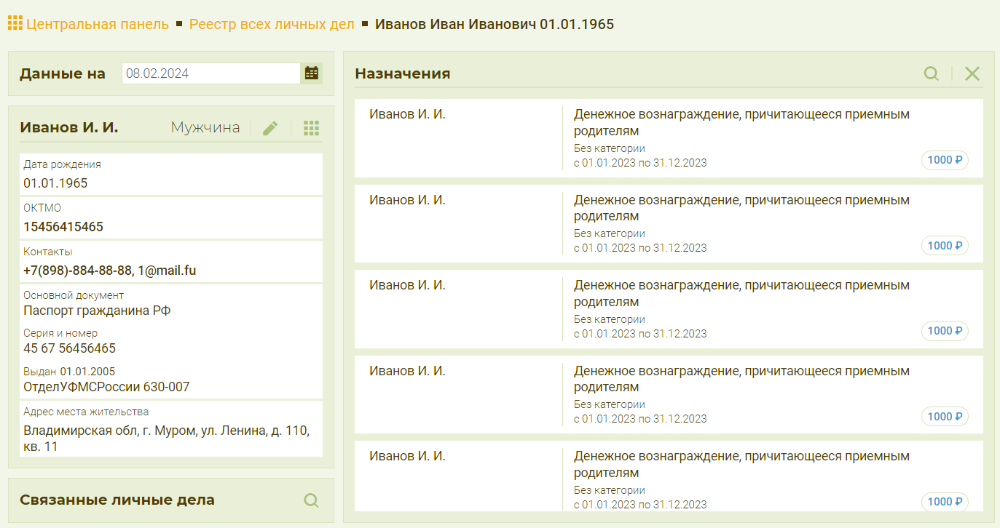 Центральная панель Реестр всех личных дел Иванов Иван Иванович 01.01.1965
Данные на 08.02.2024
Иванов И. И. Мужчина
Дата рождения
01.01.1965
ОКТМО
15456415465
Контакты
+7(898)-884-88-88, 1@mail.fu
Основной документ
Паспорт гражданина РФ
Серия и номер
45 67 56456465
Выдан 01.01.2005
ОтделУФМСРоссии 630-007
Адрес места жительства
Владимирская обл, г. Муром, ул. Ленина, д. 110,
кв. 11
Связанные личные дела
Назначения
Иванов И. И.
Денежное вознаграждение, причитающееся приемным
родителям
Без категории
с 01.01.2023 по 31.12.2023
1000 ₽
Иванов И. И.
Денежное вознаграждение, причитающееся приемным
родителям
Без категории
с 01.01.2023 по 31.12.2023
1000 ₽
Иванов И. И.
Денежное вознаграждение, причитающееся приемным
родителям
Без категории
с 01.01.2023 по 31.12.2023
1000 ₽
Иванов И. И.
Денежное вознаграждение, причитающееся приемным
родителям
Без категории
с 01.01.2023 по 31.12.2023
1000 ₽
Иванов И. И.
Денежное вознаграждение, причитающееся приемным
родителям
Без категории
с 01.01.2023 по 31.12.2023
1000 ₽